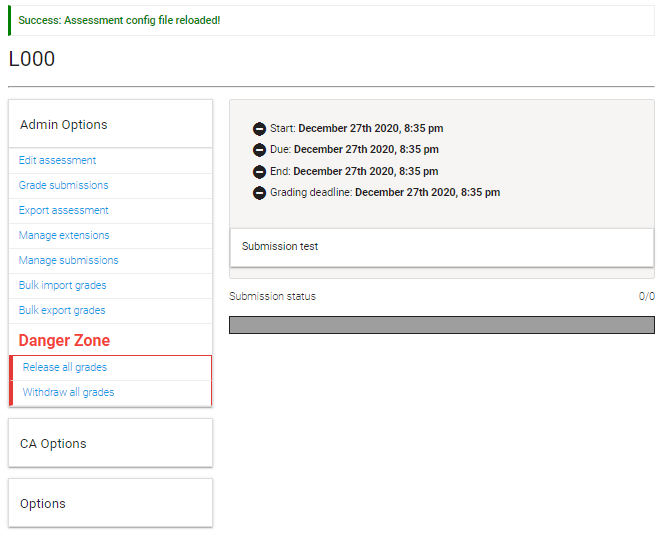 Success: Assessment config file reloaded!
L000
Admin Options
Edit assessment
Grade submissions
Export assessment
Manage extensions
Manage submissions
Bulk import grades
Bulk export grades
Danger Zone
Release all grades
Withdraw all grades
CA Options
Options
Start: December 27th 2020, 8:35 pm
Due: December 27th 2020, 8:35 pm
End: December 27th 2020, 8:35 pm
Grading deadline: December 27th 2020, 8:35 pm
Submission test
Submission status 0/0